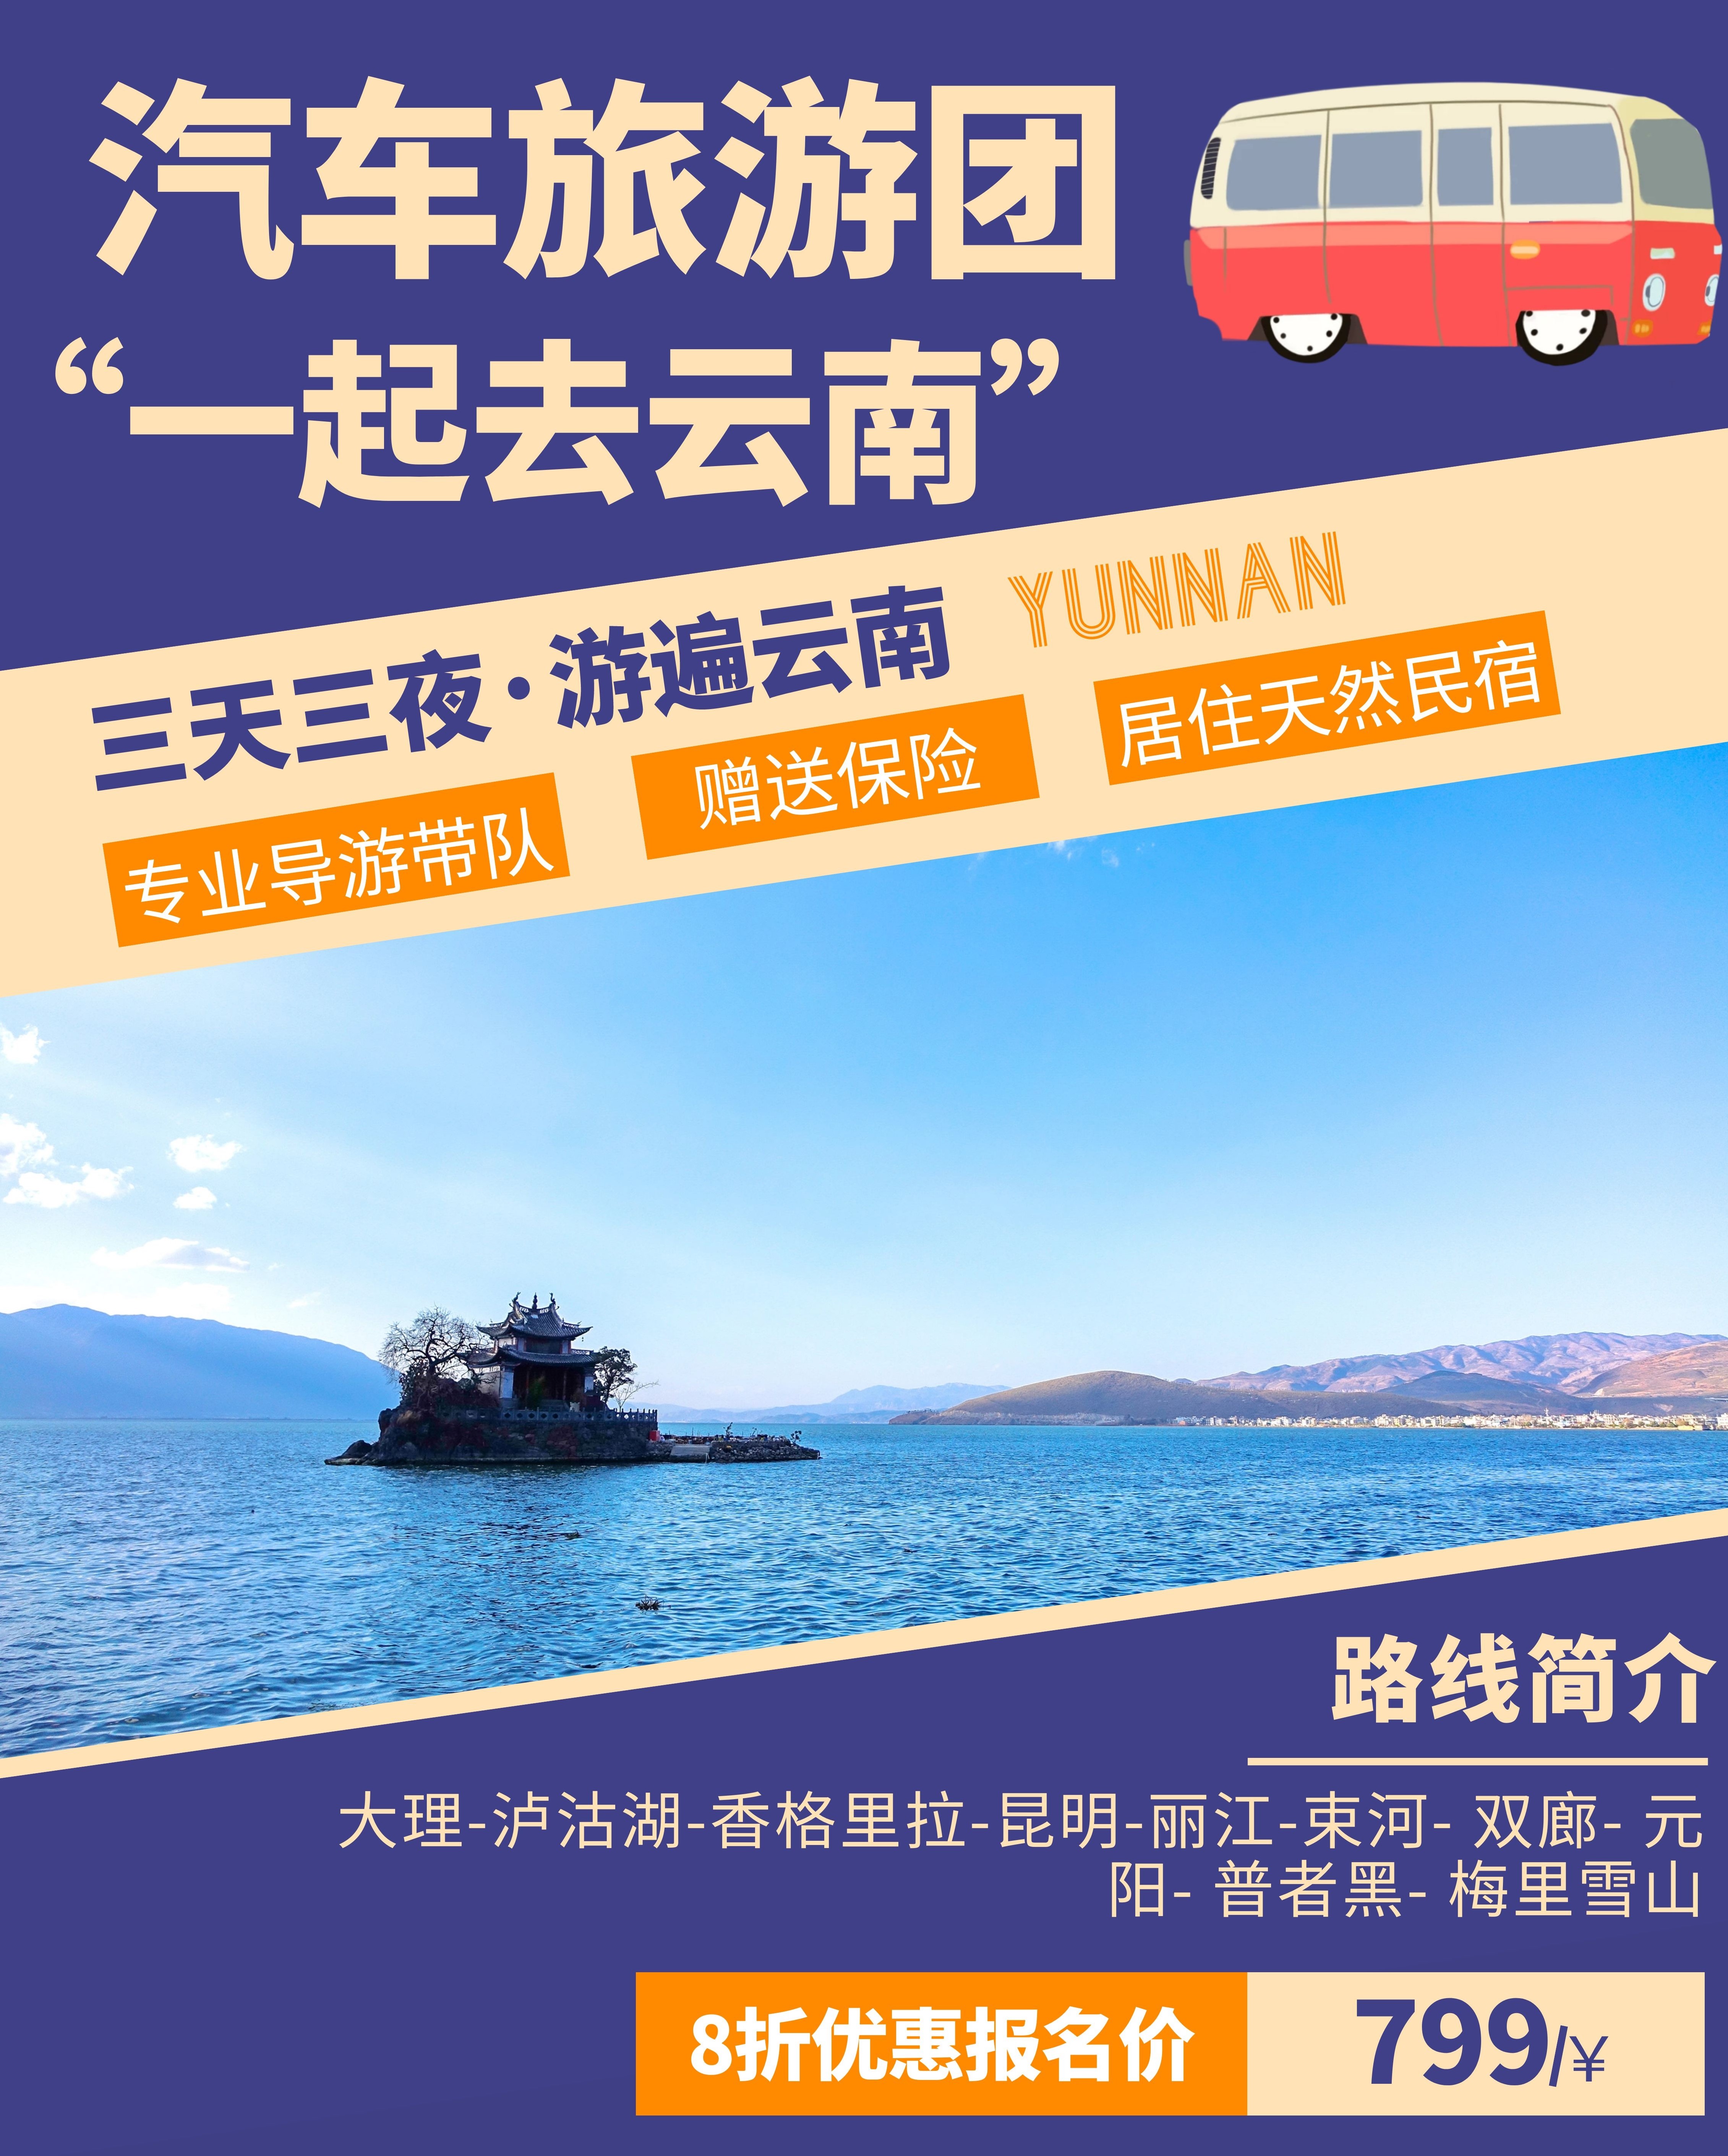 汽车旅游团
“一起去云南”
三天三夜·游遍云南 YUNNAN
专业导游带队 赠送保险 居住天然民宿
路线简介
大理-泸沽湖-香格里拉-昆明-丽江-束河- 双廊- 元
阳- 普者黑- 梅里雪山
8折优惠报名价 799/¥